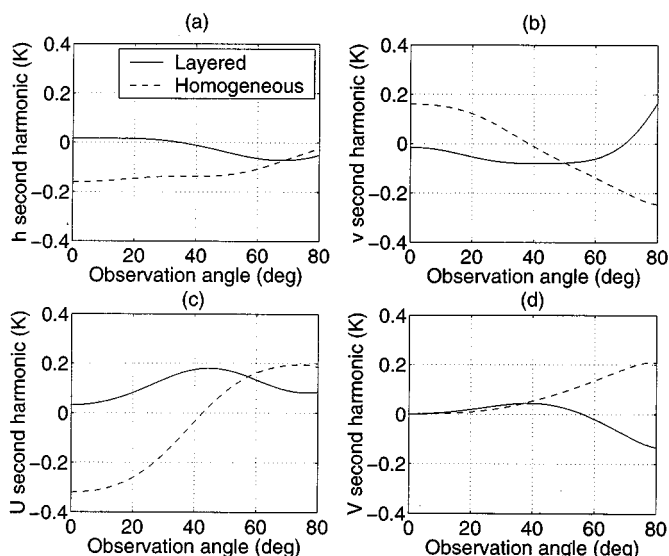 (a)
h second harmonic (K)
0.4
0.2
0
-0.2
-0.4
Layered
Homogeneous
0 20 40 60 80
Observation angle (deg)
(b)
v second harmonic (K)
0.4
0.2
0
-0.2
-0.4
0 20 40 60 80
Observation angle (deg)
(c)
U second harmonic (K)
0.4
0.2
0
-0.2
-0.4
0 20 40 60 80
Observation angle (deg)
(d)
V second harmonic (K)
0.4
0.2
0
-0.2
-0.4
0 20 40 60 80
Observation angle (deg)